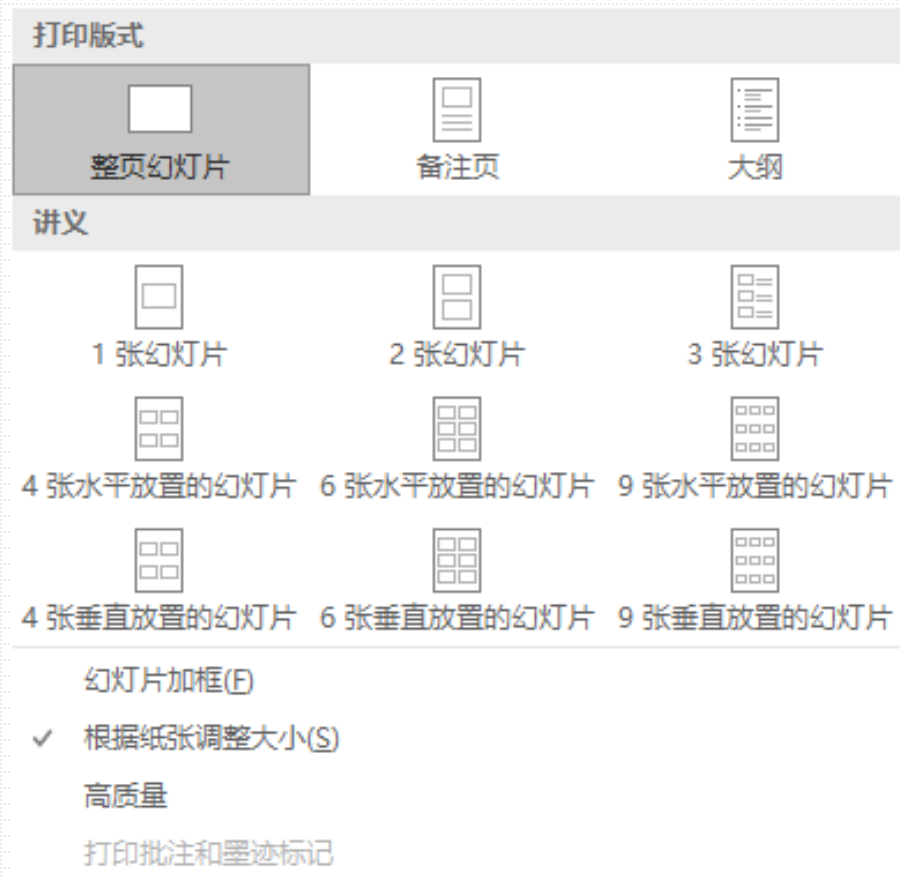 打印版式
整页幻灯片 备注页 大纲
讲义
1 张幻灯片 2 张幻灯片 3 张幻灯片
4 张水平放置的幻灯片 6 张水平放置的幻灯片 9 张水平放置的幻灯片
4 张垂直放置的幻灯片 6 张垂直放置的幻灯片 9 张垂直放置的幻灯片
幻灯片加框(F)
根据纸张调整大小(S)
高质量
打印批注和墨迹标记